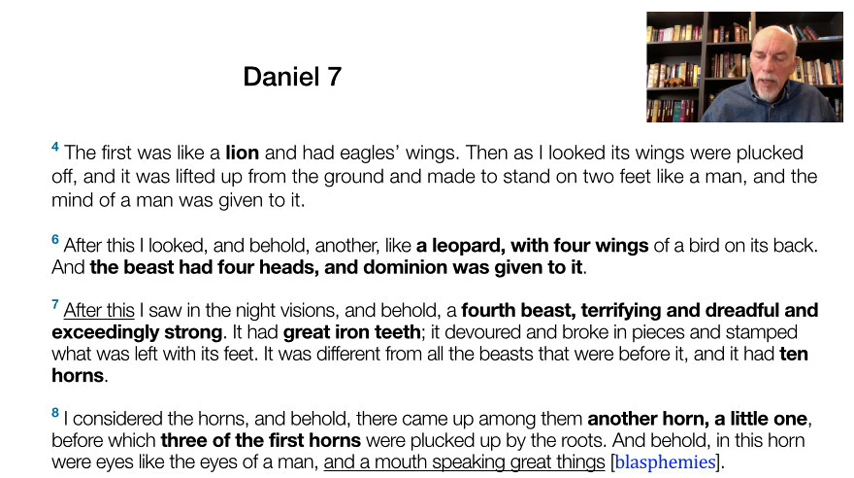 Daniel 7
4 The first was like a lion and had eagles’ wings. Then as I looked its wings were plucked
off, and it was lifted up from the ground and made to stand on two feet like a man, and the
mind of a man was given to it.
6 After this I looked, and behold, another, like a leopard, with four wings of a bird on its back.
And the beast had four heads, and dominion was given to it.
7 After this I saw in the night visions, and behold, a fourth beast, terrifying and dreadful and
exceedingly strong. It had great iron teeth; it devoured and broke in pieces and stamped
what was left with its feet. It was different from all the beasts that were before it, and it had ten
horns.
8 I considered the horns, and behold, there came up among them another horn, a little one,
before which three of the first horns were plucked up by the roots. And behold, in this horn
were eyes like the eyes of a man, and a mouth speaking great things [blasphemies].